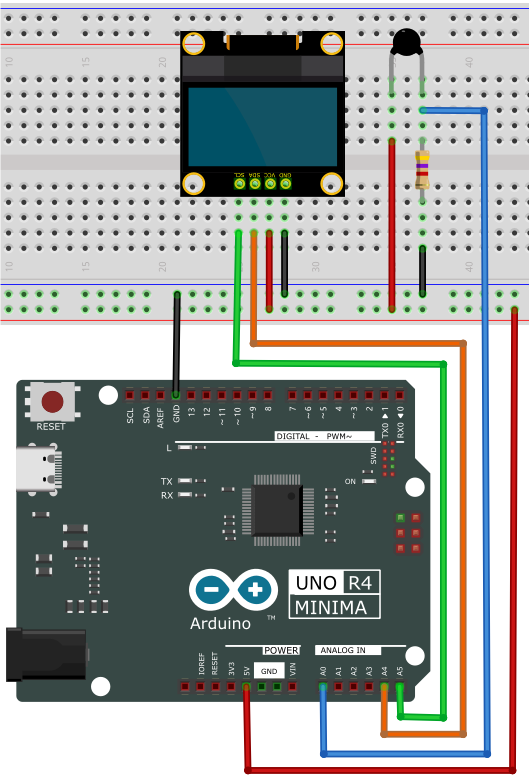 10
15
20
40
SCL
SDA
VCC
GND
10
15
20
30
40
RESET
SCL
SDA
AREF
GND
13
12
~11
~10
~9
8
7
~6
~5
4
~3
2
TX0 ▶ 1
RX0 ◀ 0
DIGITAL - PWM~
L
TX
RX
SWD
ON
UNO R4
MINIMA
Arduino™
POWER
ANALOG IN
IOREF
RESET
3V3
5V
GND
VIN
A0
A1
A2
A3
A4
A5